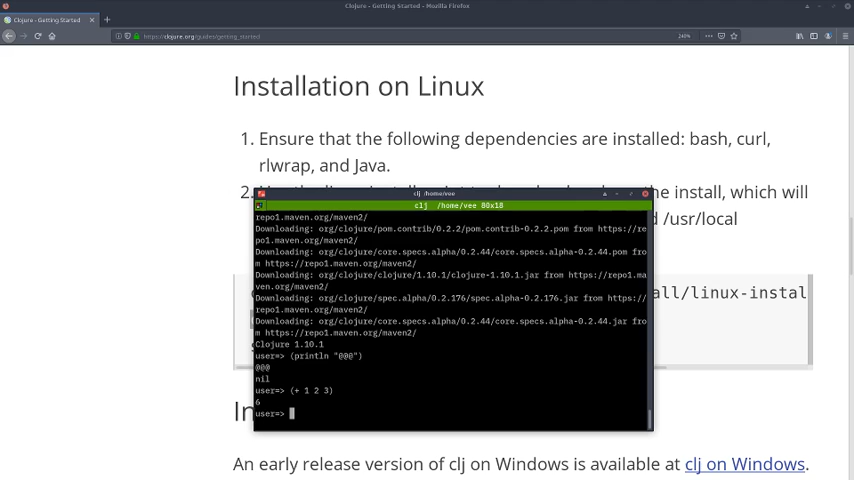 Clojure - Getting Started - Mozilla Firefox
Clojure - Getting Started
https://clojure.org/guides/getting_started
240%
Installation on Linux
1. Ensure that the following dependencies are installed: bash, curl,
rlwrap, and Java.
2.
the install, which will
d /usr/local
all/linux-instal
clj /home/vee
clj /home/vee 80x18
repo1.maven.org/maven2/
Downloading: org/clojure/pom.contrib/0.2.2/pom.contrib-0.2.2.pom from https://re
po1.maven.org/maven2/
Downloading: org/clojure/core.specs.alpha/0.2.44/core.specs.alpha-0.2.44.pom fro
m https://repo1.maven.org/maven2/
Downloading: org/clojure/clojure/1.10.1/clojure-1.10.1.jar from https://repo1.ma
ven.org/maven2/
Downloading: org/clojure/spec.alpha/0.2.176/spec.alpha-0.2.176.jar from https://
repo1.maven.org/maven2/
Downloading: org/clojure/core.specs.alpha/0.2.44/core.specs.alpha-0.2.44.jar fro
m https://repo1.maven.org/maven2/
Clojure 1.10.1
user=> (println "@@@")
@@@
nil
user=> (+ 1 2 3)
6
user=>
In
An early release version of clj on Windows is available at clj on Windows.